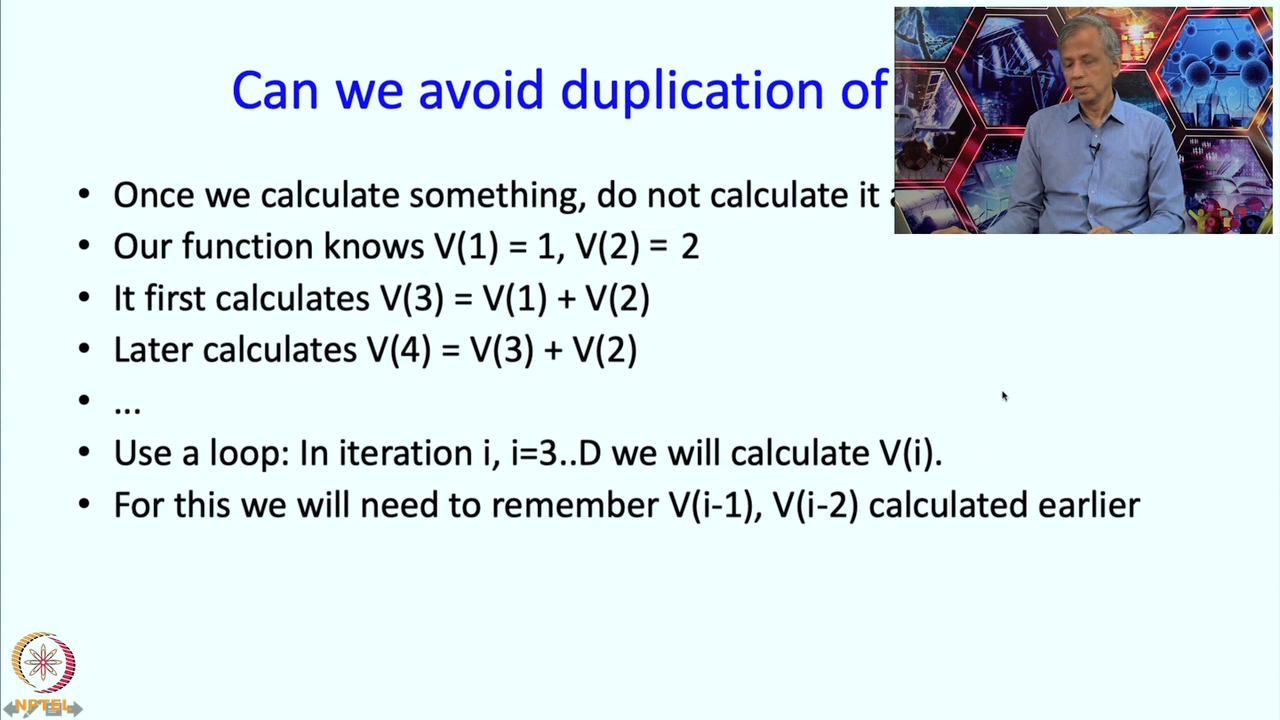 Can we avoid duplication of
• Once we calculate something, do not calculate it
• Our function knows V(1) = 1, V(2) = 2
• It first calculates V(3) = V(1) + V(2)
• Later calculates V(4) = V(3) + V(2)
• ...
• Use a loop: In iteration i, i=3..D we will calculate V(i).
• For this we will need to remember V(i-1), V(i-2) calculated earlier
NPTEL